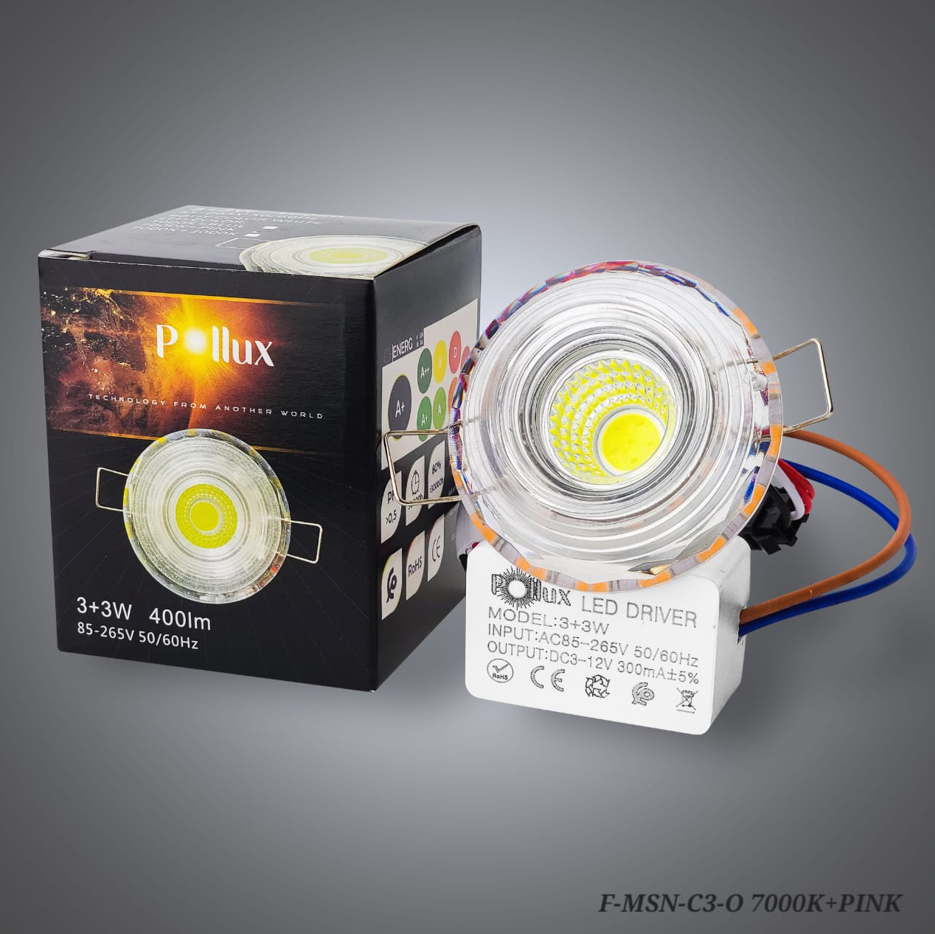 Pollux
TECHNOLOGY FROM ANOTHER WORLD
3+3W 400lm
85-265V 50/60Hz
ENERG
A+
A++
A+
A
D
RoHS
CE
Pollux LED DRIVER
MODEL:3+3W
INPUT:AC85-265V 50/60Hz
OUTPUT:DC3-12V 300mA±5%
RoHS
CE
F-MSN-C3-O 7000K+PINK